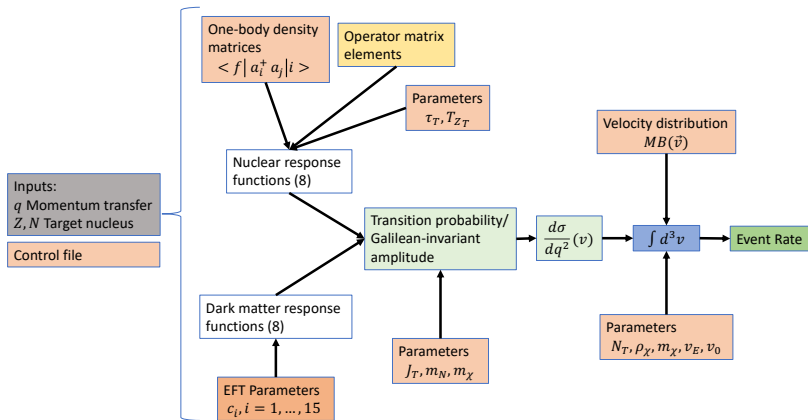 One-body density
matrices
< f| a_i^+ a_j|i >
Operator matrix
elements
Parameters
τ_T, T_{Z_T}
Velocity distribution
MB(v⃗)
Nuclear response
functions (8)
Inputs:
q Momentum transfer
Z, N Target nucleus
Control file
Transition probability/
Galilean-invariant
amplitude
dσ/dq² (v)
∫ d³v
Event Rate
Dark matter response
functions (8)
Parameters
J_T, m_N, m_χ
Parameters
N_T, ρ_χ, m_χ, v_E, v_0
EFT Parameters
c_i, i = 1, … , 15